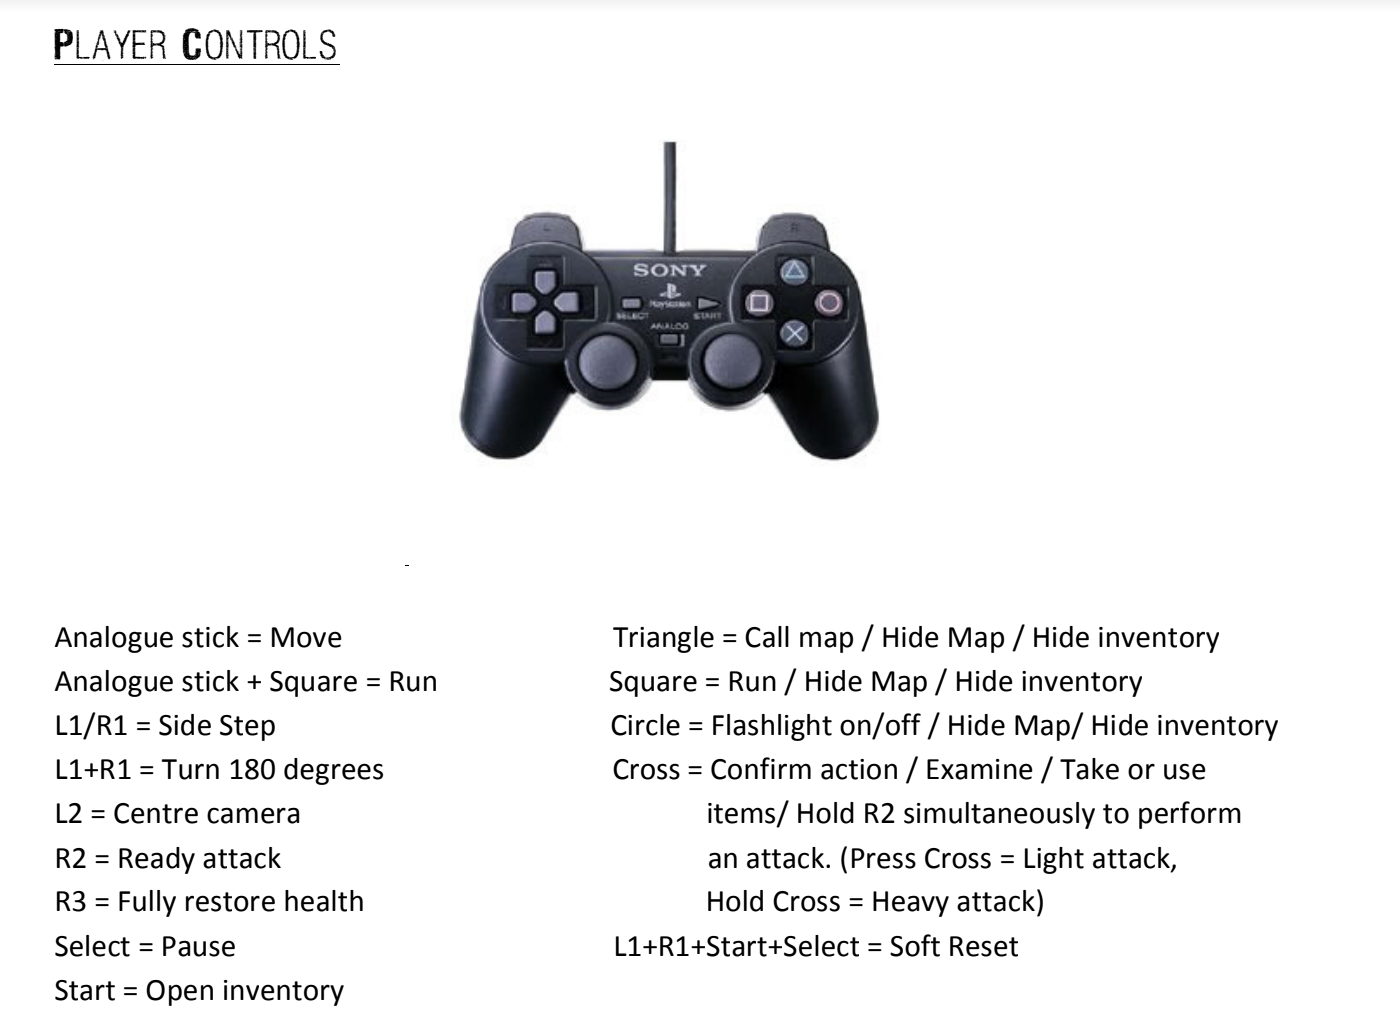 PLAYER CONTROLS
L
R
SONY
PlayStation
SELECT
START
ANALOG
Analogue stick = Move
Analogue stick + Square = Run
L1/R1 = Side Step
L1+R1 = Turn 180 degrees
L2 = Centre camera
R2 = Ready attack
R3 = Fully restore health
Select = Pause
Start = Open inventory
Triangle = Call map / Hide Map / Hide inventory
Square = Run / Hide Map / Hide inventory
Circle = Flashlight on/off / Hide Map/ Hide inventory
Cross = Confirm action / Examine / Take or use
items/ Hold R2 simultaneously to perform
an attack. (Press Cross = Light attack,
Hold Cross = Heavy attack)
L1+R1+Start+Select = Soft Reset